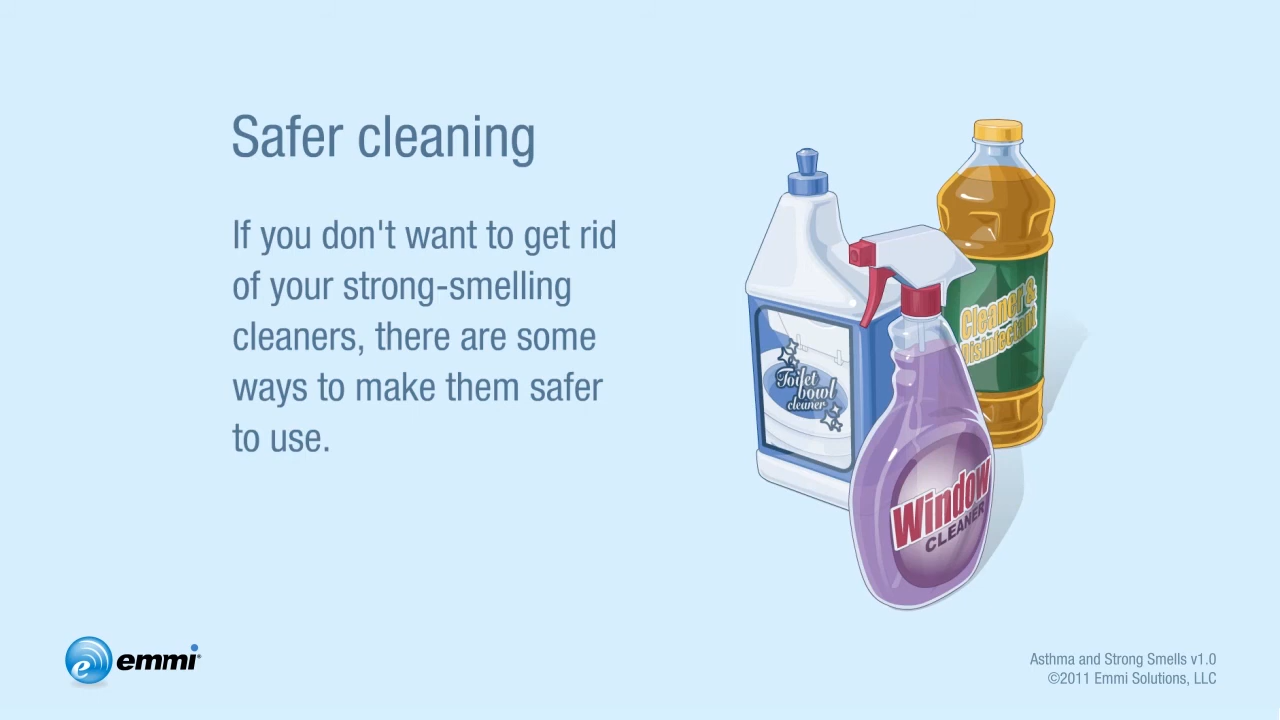 Safer cleaning
If you don't want to get rid
of your strong-smelling
cleaners, there are some
ways to make them safer
to use.
Toilet
bowl
cleaner
Cleaner &
Disinfectant
Window
CLEANER
e emmi®
Asthma and Strong Smells v1.0
©2011 Emmi Solutions, LLC